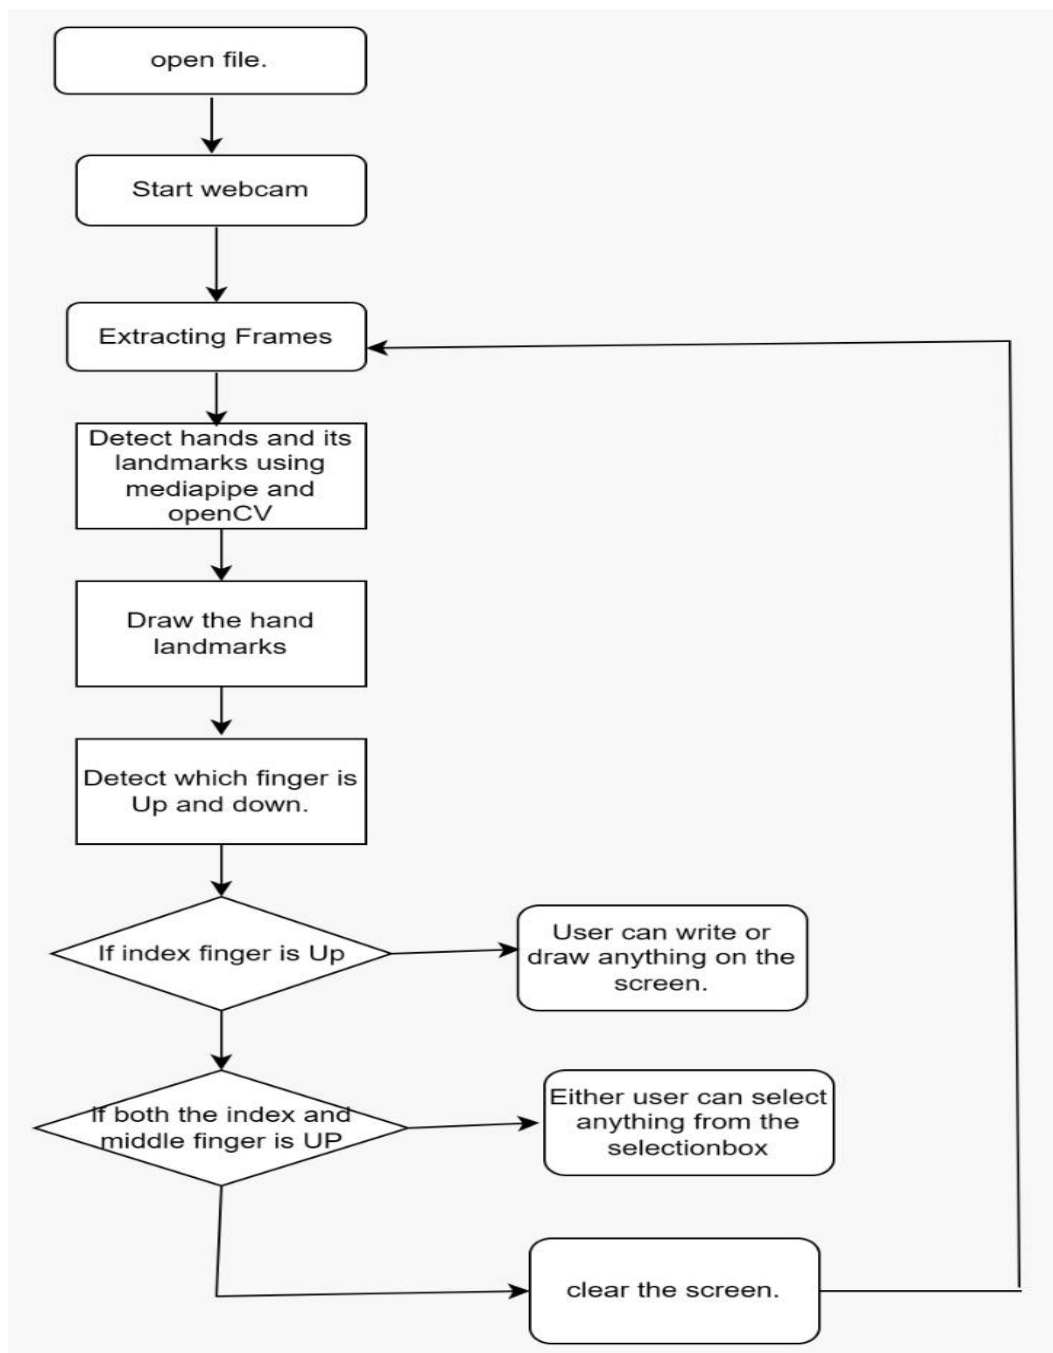 open file.
Start webcam
Extracting Frames
Detect hands and its
landmarks using
mediapipe and
openCV
Draw the hand
landmarks
Detect which finger is
Up and down.
If index finger is Up
User can write or
draw anything on the
screen.
If both the index and
middle finger is UP
Either user can select
anything from the
selectionbox
clear the screen.